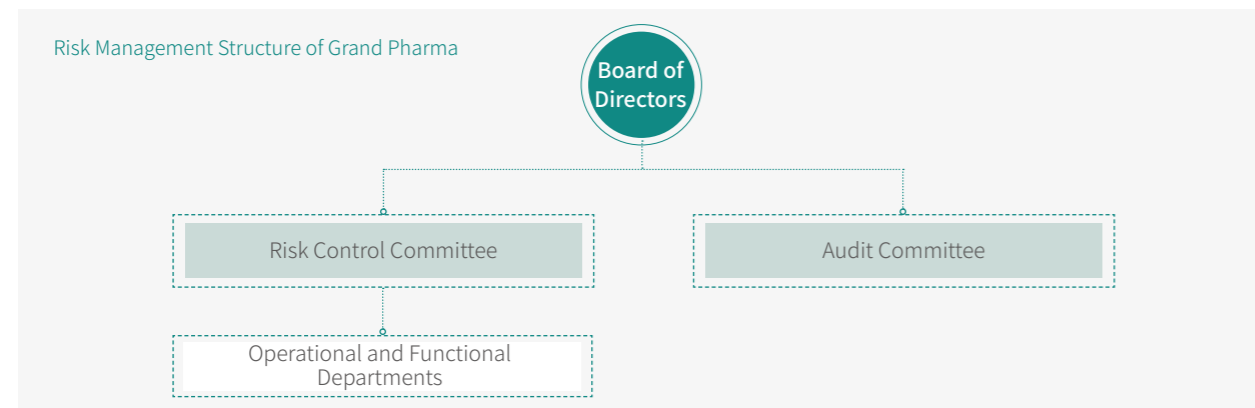 Risk Management Structure of Grand Pharma
Board of
Directors
Risk Control Committee
Audit Committee
Operational and Functional
Departments